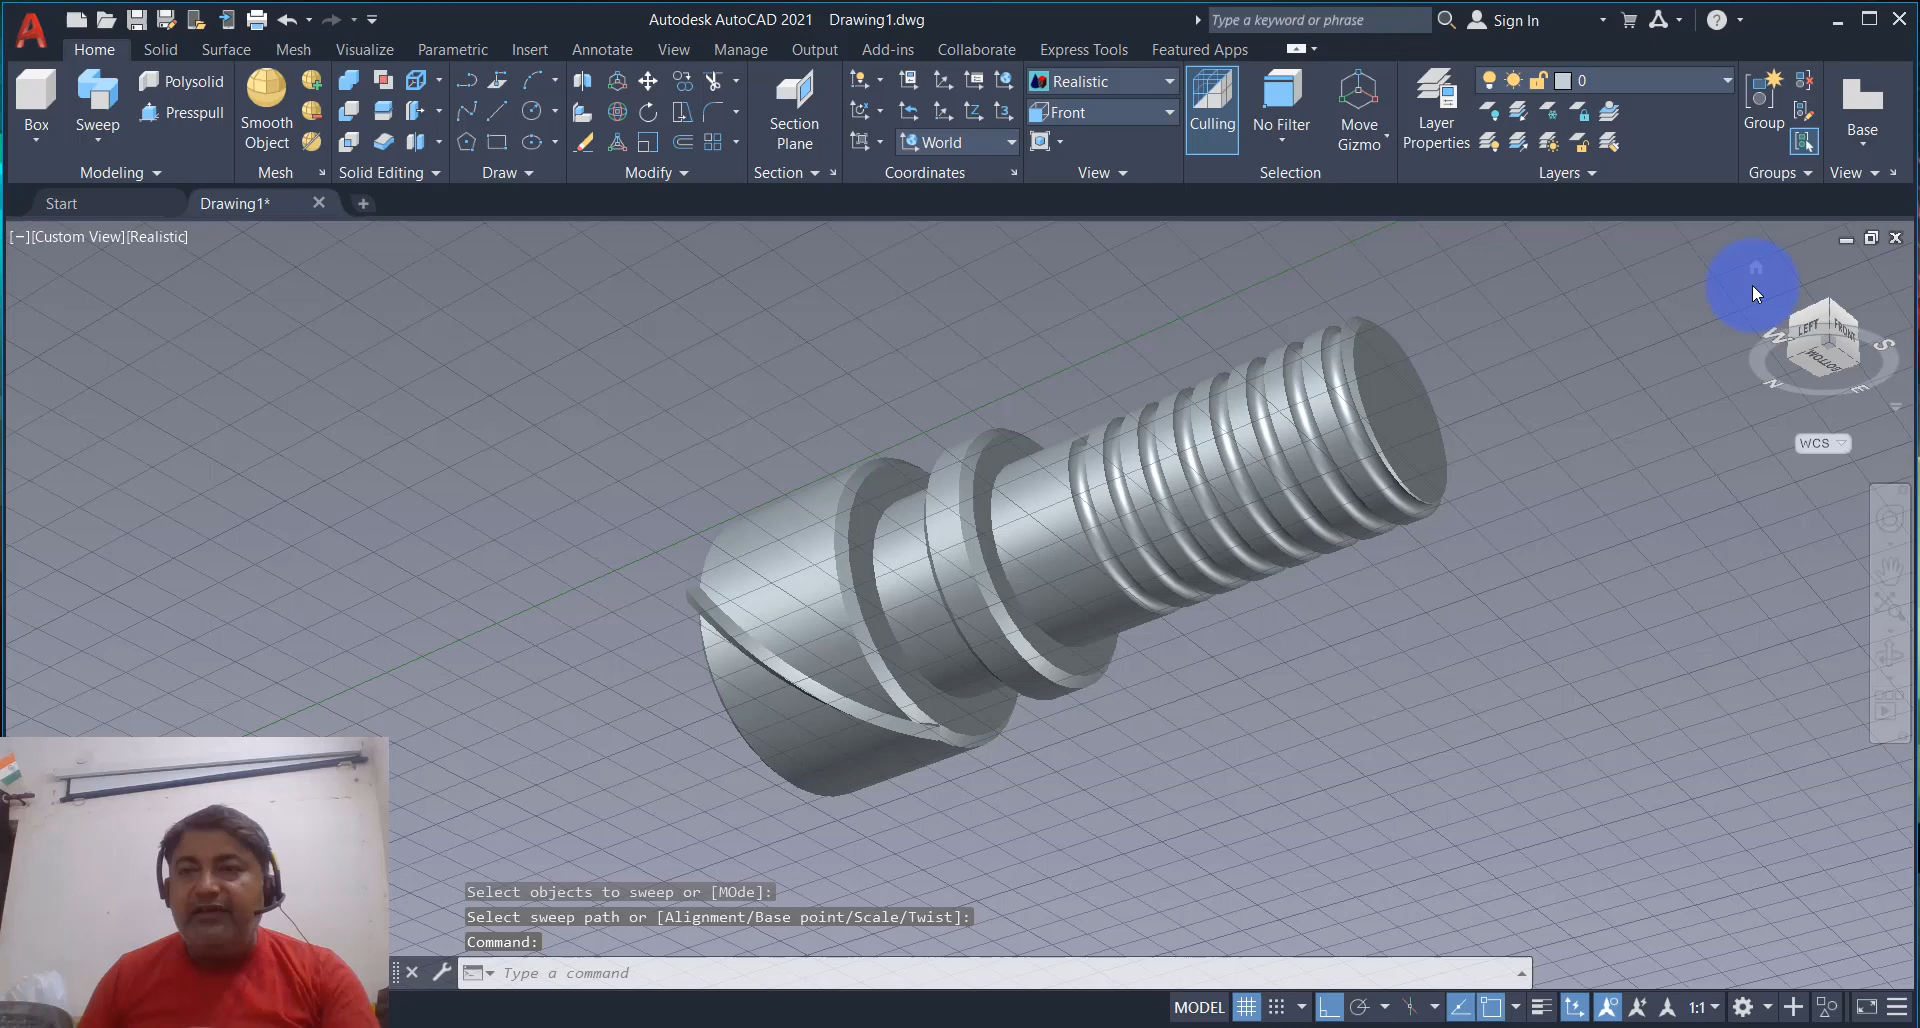 Autodesk AutoCAD 2021 Drawing1.dwg
Type a keyword or phrase
Sign In
Home Solid Surface Mesh Visualize Parametric Insert Annotate View Manage Output Add-ins Collaborate Express Tools Featured Apps
Box
Sweep
Polysolid
Presspull
Smooth
Object
Section
Plane
World
Realistic
Front
Culling
No Filter
Move
Gizmo
Layer
Properties
0
Group
Base
Modeling
Mesh
Solid Editing
Draw
Modify
Section
Coordinates
View
Selection
Layers
Groups
View
Start
Drawing1*
[−][Custom View][Realistic]
LEFT
FRONT
BOTTOM
W
S
N
E
WCS
Select objects to sweep or [MOde]:
Select sweep path or [Alignment/Base point/Scale/Twist]:
Command:
Type a command
MODEL
1:1